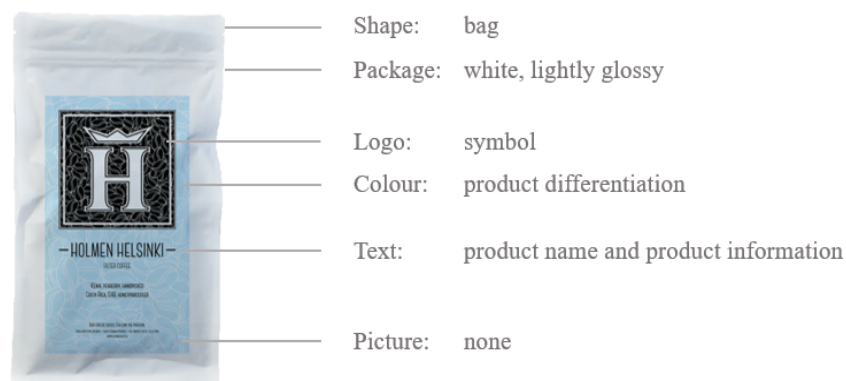 Shape: bag
Package: white, lightly glossy
Logo: symbol
Colour: product differentiation
Text: product name and product information
Picture: none
H
HOLMEN HELSINKI
FILTER COFFEE